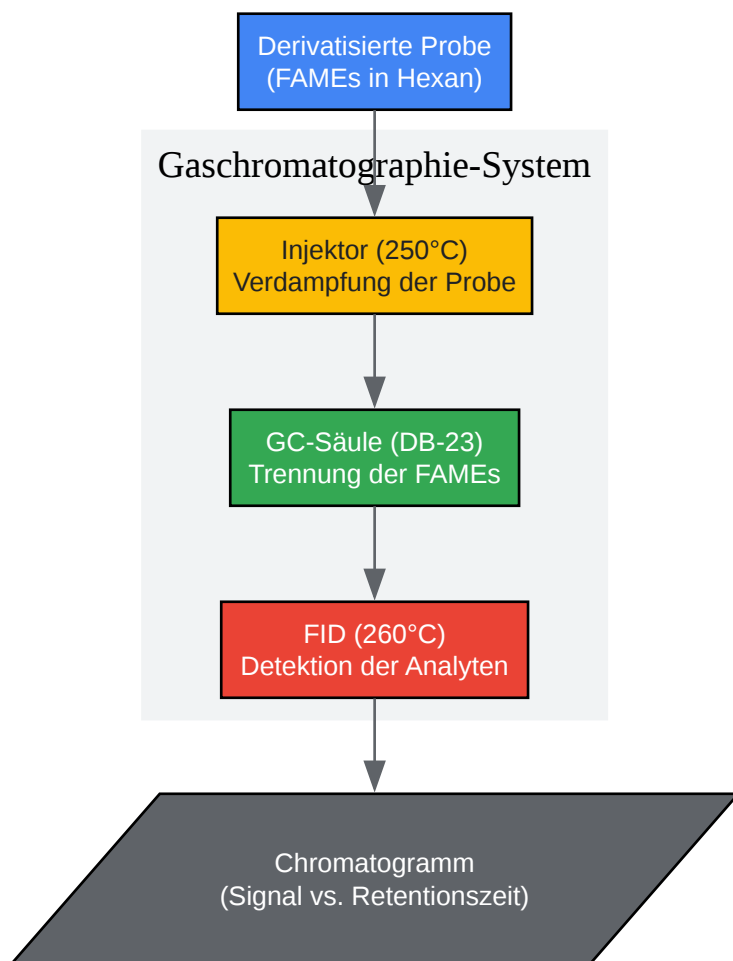 Derivatisierte Probe
(FAMEs in Hexan)
Gaschromatographie-System
Injektor (250°C)
Verdampfung der Probe
GC-Säule (DB-23)
Trennung der FAMEs
FID (260°C)
Detektion der Analyten
Chromatogramm
(Signal vs. Retentionszeit)